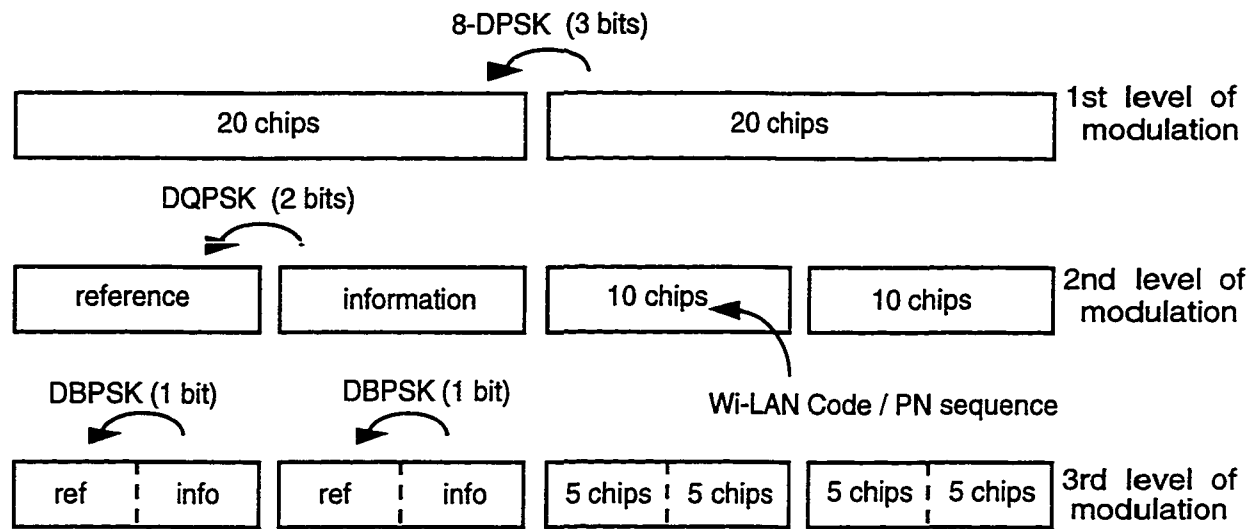 8-DPSK (3 bits)
20 chips
20 chips
1st level of
modulation
DQPSK (2 bits)
reference
information
10 chips
10 chips
2nd level of
modulation
DBPSK (1 bit)
DBPSK (1 bit)
Wi-LAN Code / PN sequence
ref
info
ref
info
5 chips
5 chips
5 chips
5 chips
3rd level of
modulation